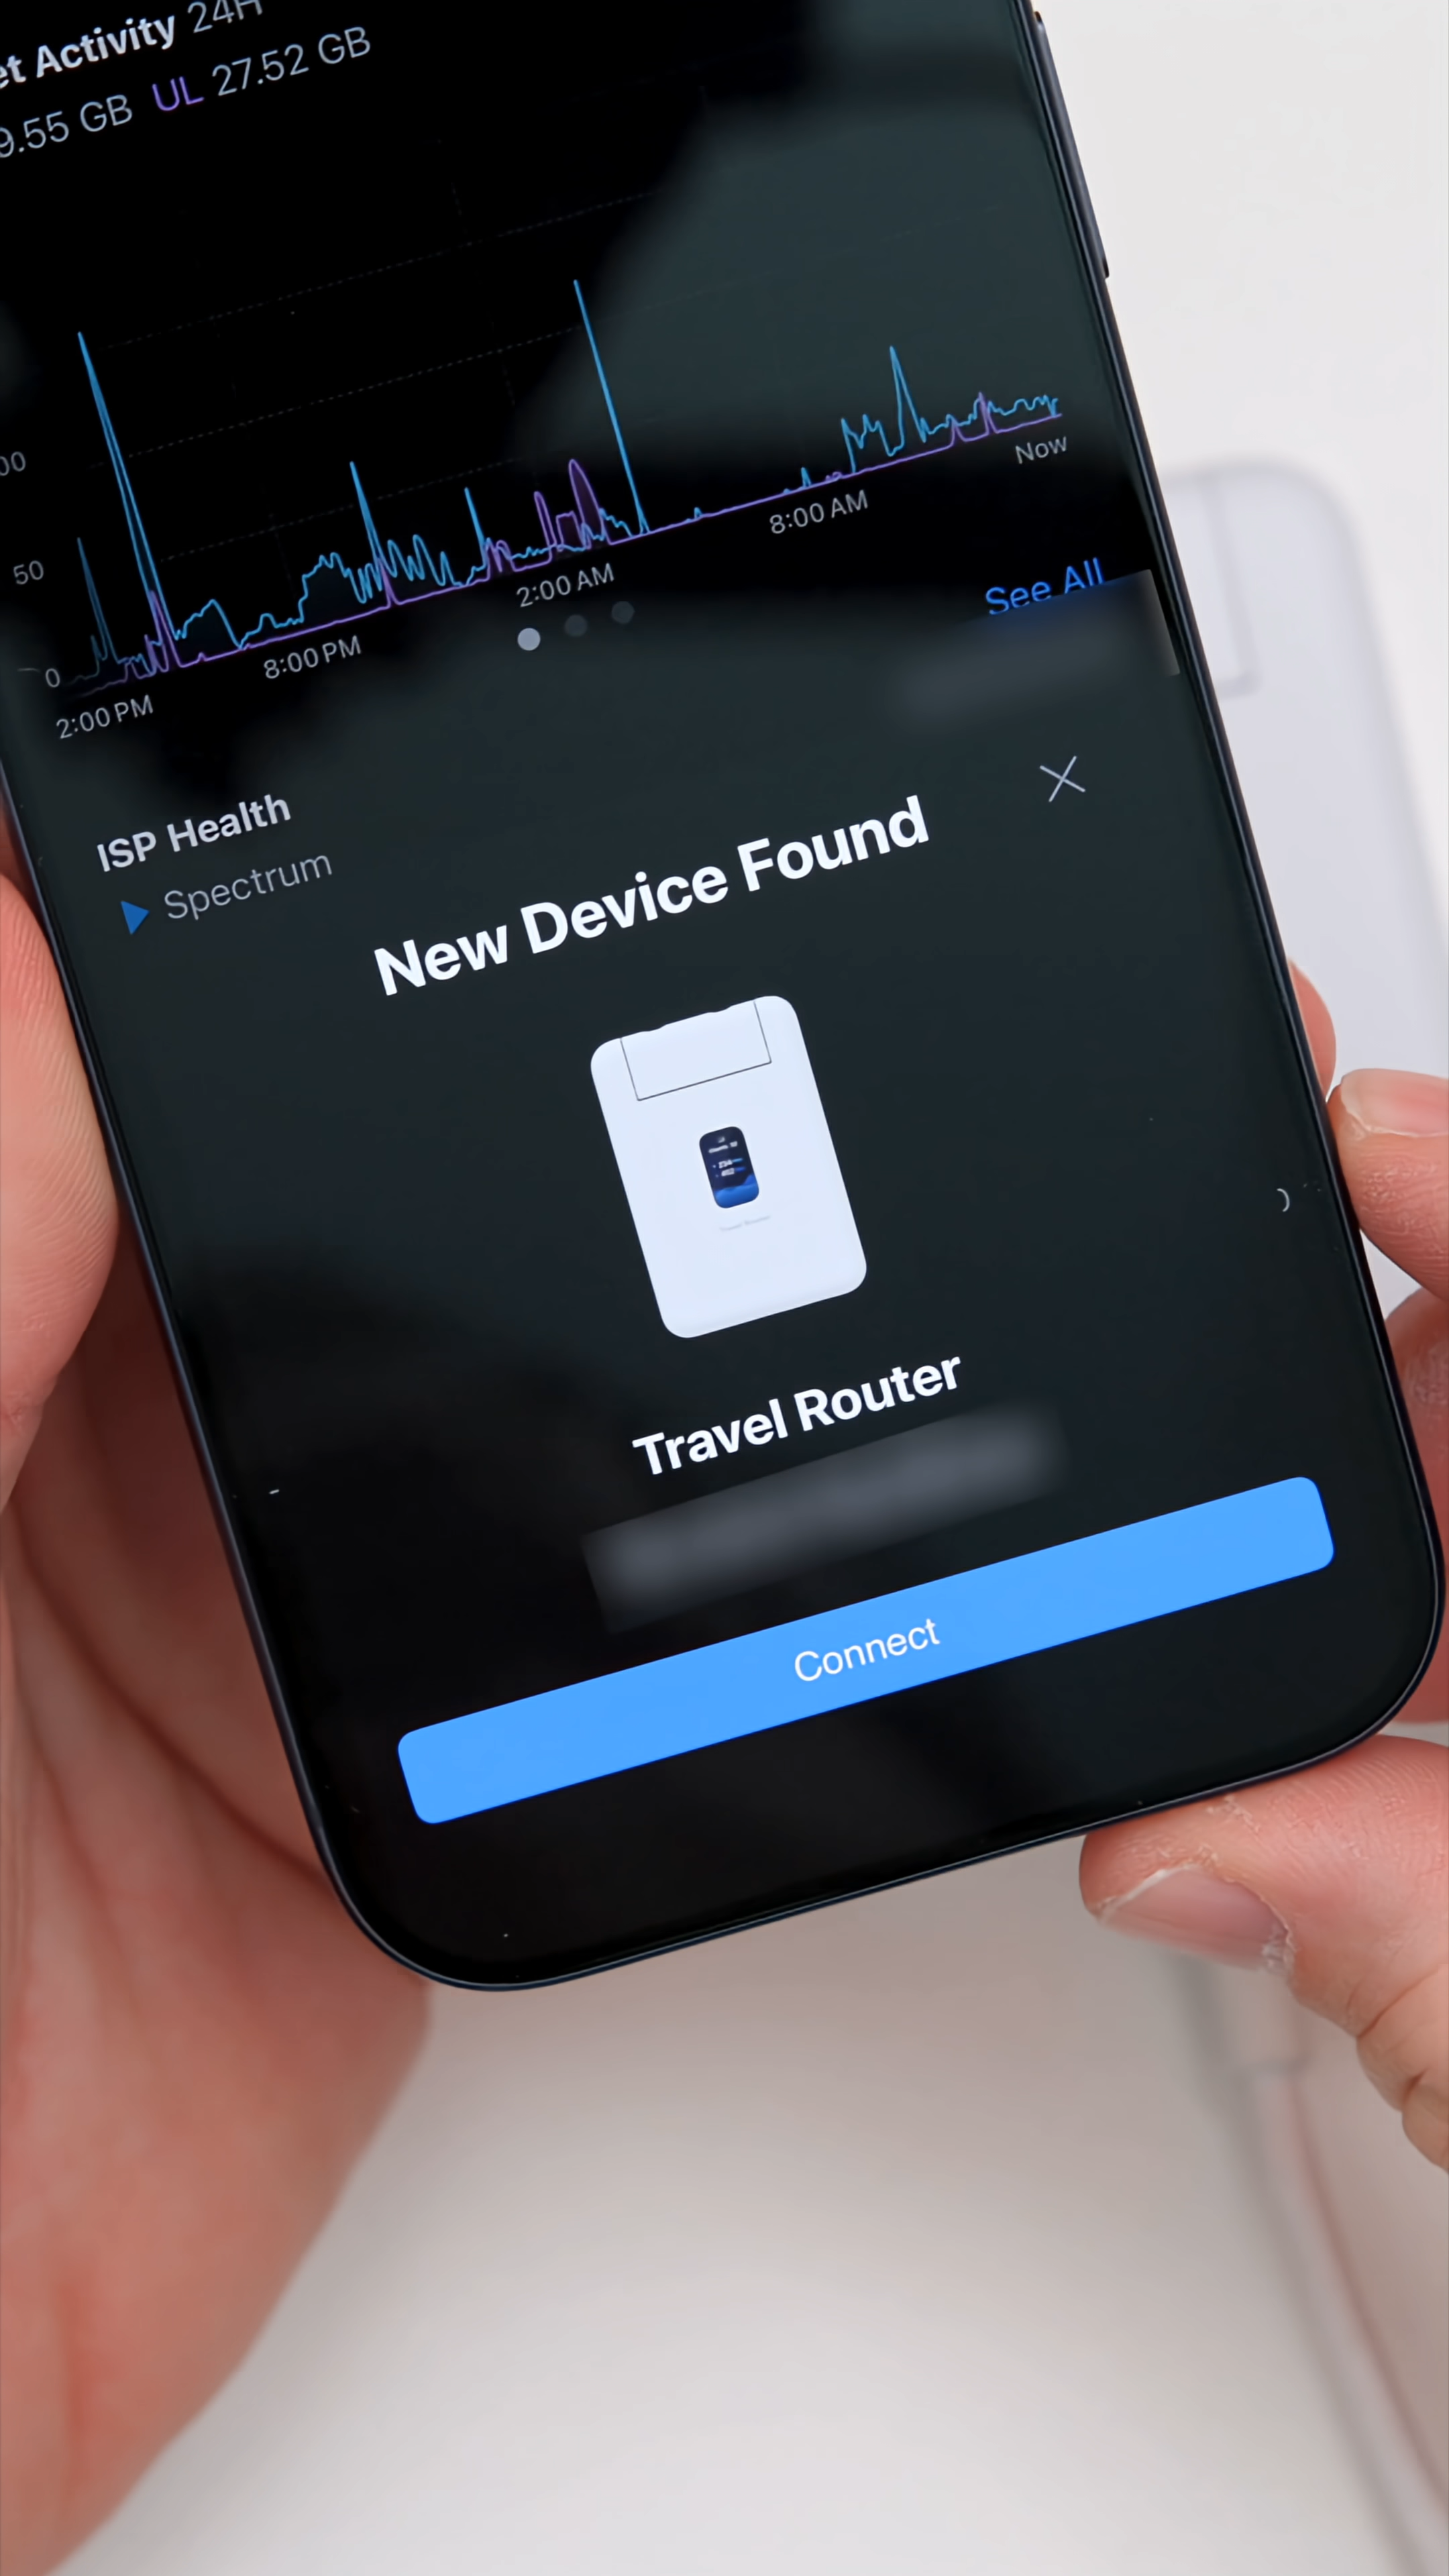 et Activity 24H
9.55 GB UL 27.52 GB
00
50
0
2:00 PM
8:00 PM
2:00 AM
8:00 AM
Now
See All
ISP Health
Spectrum
New Device Found
Travel Router
Connect